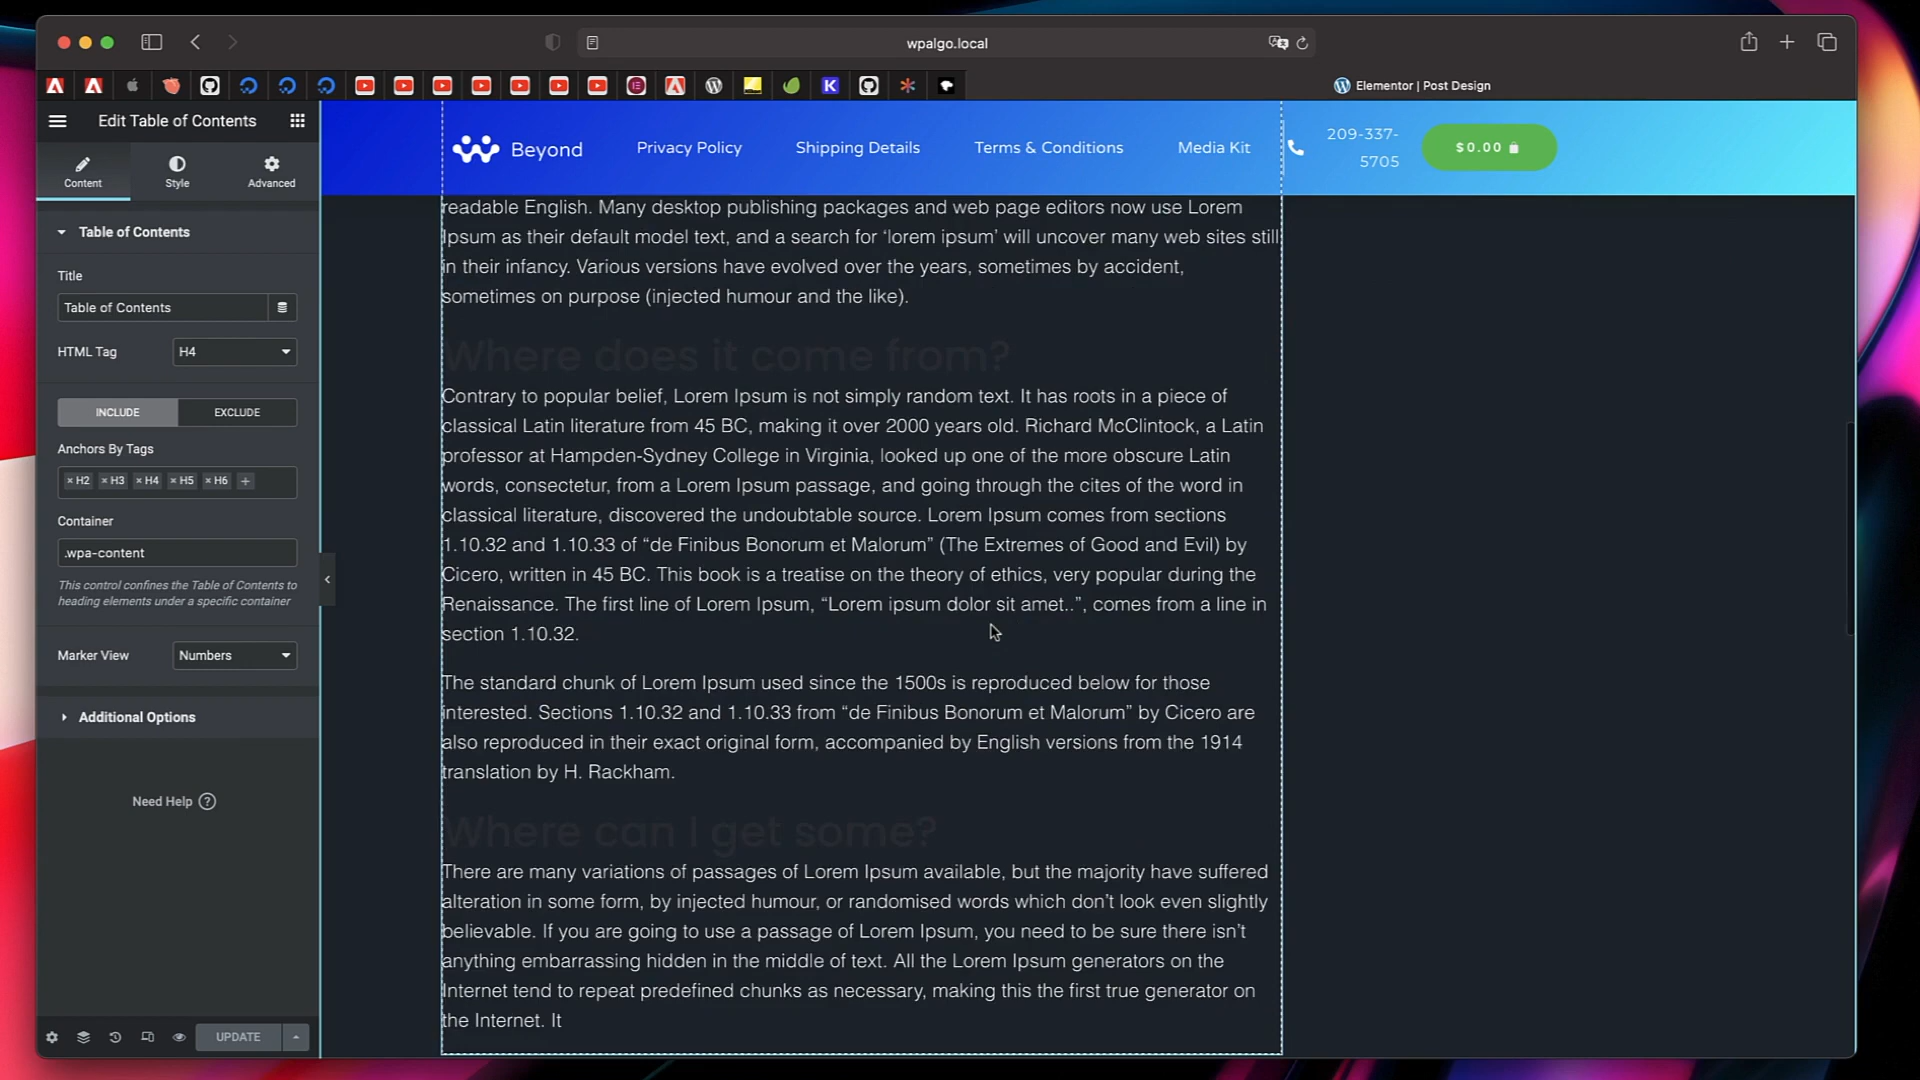 wpalgo.local
Elementor | Post Design
Edit Table of Contents
Content
Style
Advanced
Table of Contents
Title
Table of Contents
HTML Tag
H4
INCLUDE
EXCLUDE
Anchors By Tags
× H2 × H3 × H4 × H5 × H6 +
Container
.wpa-content
This control confines the Table of Contents to
heading elements under a specific container
Marker View
Numbers
Additional Options
Need Help ?
UPDATE
Beyond
Privacy Policy
Shipping Details
Terms & Conditions
Media Kit
209-337-
5705
$0.00
readable English. Many desktop publishing packages and web page editors now use Lorem
Ipsum as their default model text, and a search for ‘lorem ipsum’ will uncover many web sites still
in their infancy. Various versions have evolved over the years, sometimes by accident,
sometimes on purpose (injected humour and the like).
Where does it come from?
Contrary to popular belief, Lorem Ipsum is not simply random text. It has roots in a piece of
classical Latin literature from 45 BC, making it over 2000 years old. Richard McClintock, a Latin
professor at Hampden-Sydney College in Virginia, looked up one of the more obscure Latin
words, consectetur, from a Lorem Ipsum passage, and going through the cites of the word in
classical literature, discovered the undoubtable source. Lorem Ipsum comes from sections
1.10.32 and 1.10.33 of “de Finibus Bonorum et Malorum” (The Extremes of Good and Evil) by
Cicero, written in 45 BC. This book is a treatise on the theory of ethics, very popular during the
Renaissance. The first line of Lorem Ipsum, “Lorem ipsum dolor sit amet..”, comes from a line in
section 1.10.32.
The standard chunk of Lorem Ipsum used since the 1500s is reproduced below for those
interested. Sections 1.10.32 and 1.10.33 from “de Finibus Bonorum et Malorum” by Cicero are
also reproduced in their exact original form, accompanied by English versions from the 1914
translation by H. Rackham.
Where can I get some?
There are many variations of passages of Lorem Ipsum available, but the majority have suffered
alteration in some form, by injected humour, or randomised words which don’t look even slightly
believable. If you are going to use a passage of Lorem Ipsum, you need to be sure there isn’t
anything embarrassing hidden in the middle of text. All the Lorem Ipsum generators on the
Internet tend to repeat predefined chunks as necessary, making this the first true generator on
the Internet. It